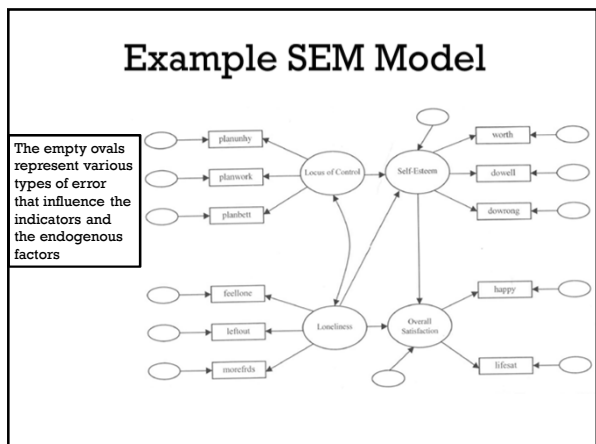 Example SEM Model
The empty ovals
represent various
types of error
that influence the
indicators and
the endogenous
factors
planwork
planbett
Locus of Control
Self-Esteem
worth
dowell
dowrong
feellone
leftout
morefrds
Loneliness
Overall
Satisfaction
happy
lifesat